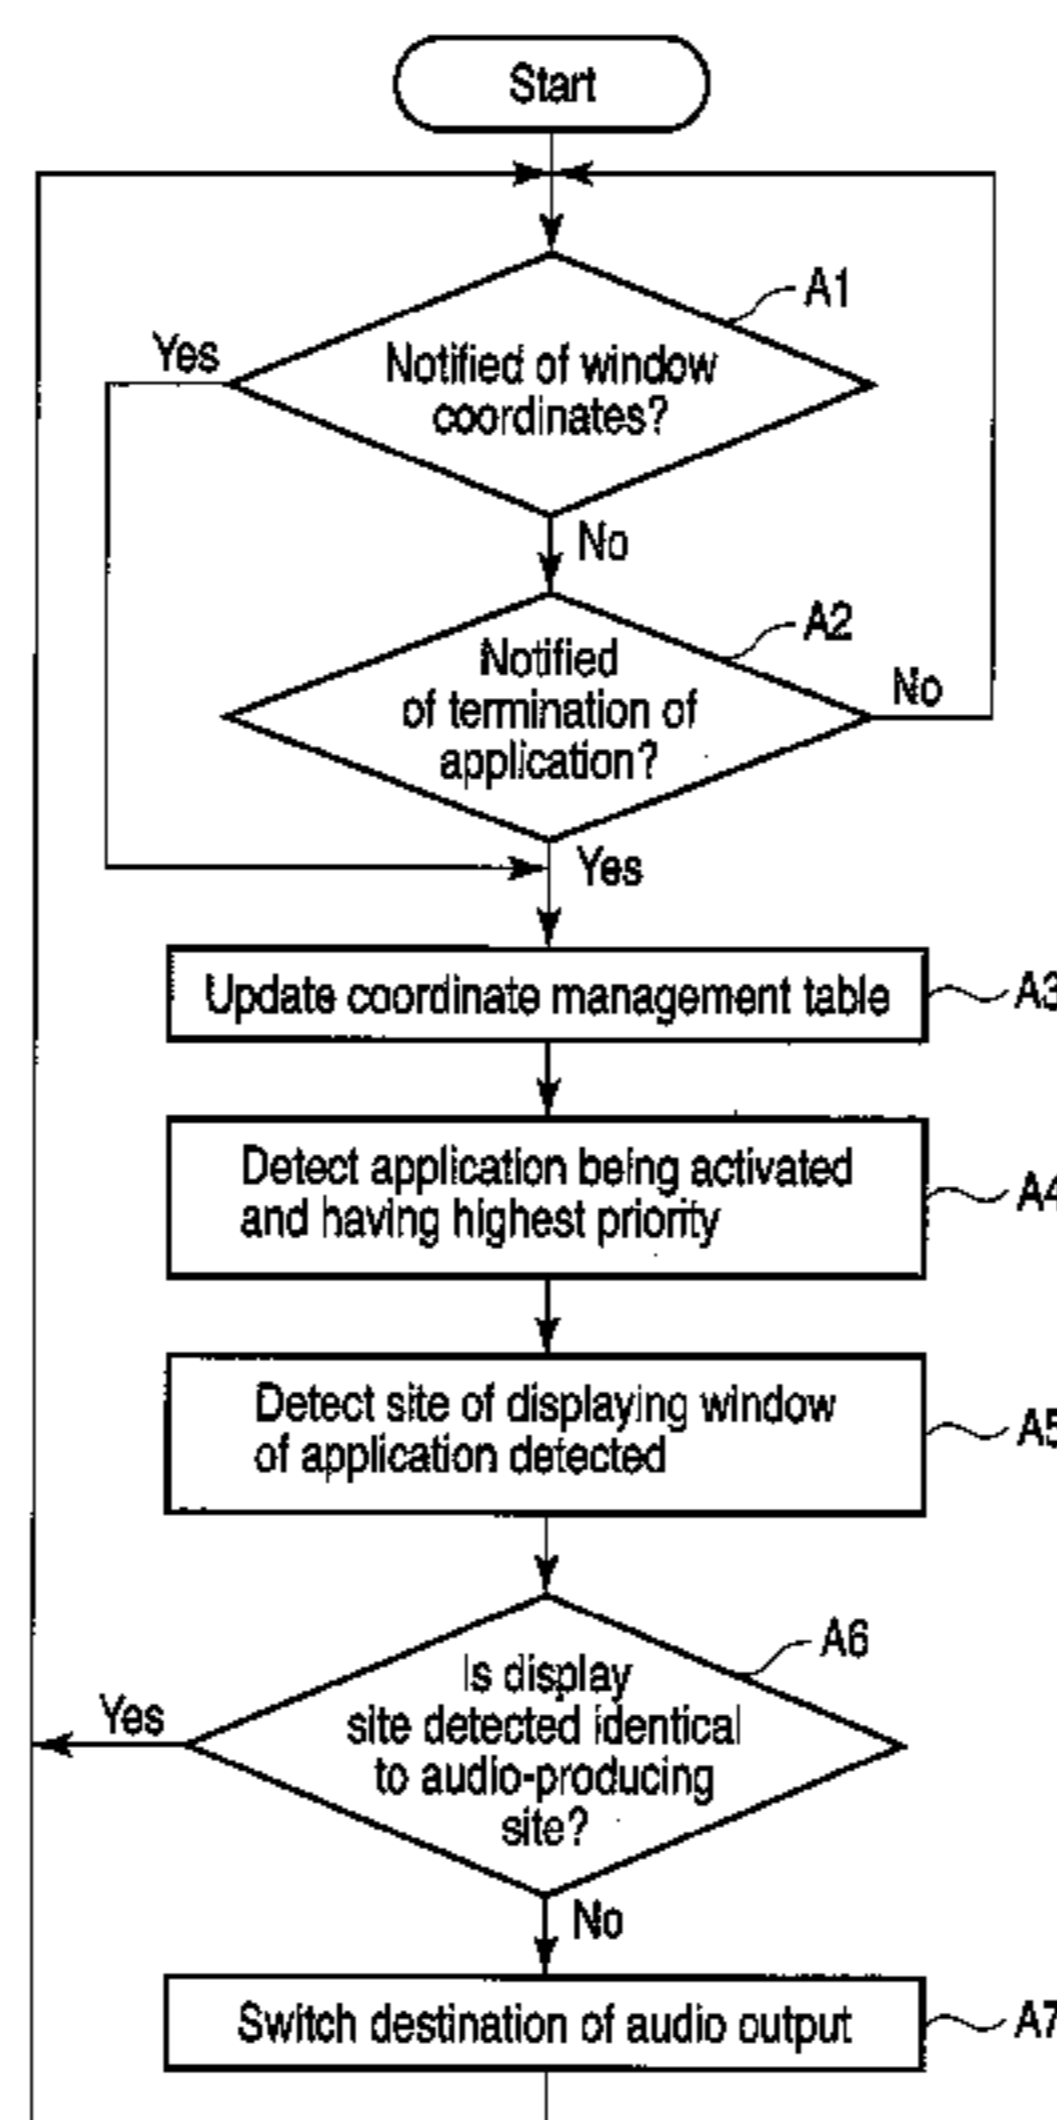 Start
A1
Yes
Notified of window
coordinates?
No
A2
Notified
of termination of
application?
No
Yes
Update coordinate management table
A3
Detect application being activated
and having highest priority
A4
Detect site of displaying window
of application detected
A5
A6
Is display
site detected identical
to audio-producing
site?
Yes
No
Switch destination of audio output
A7